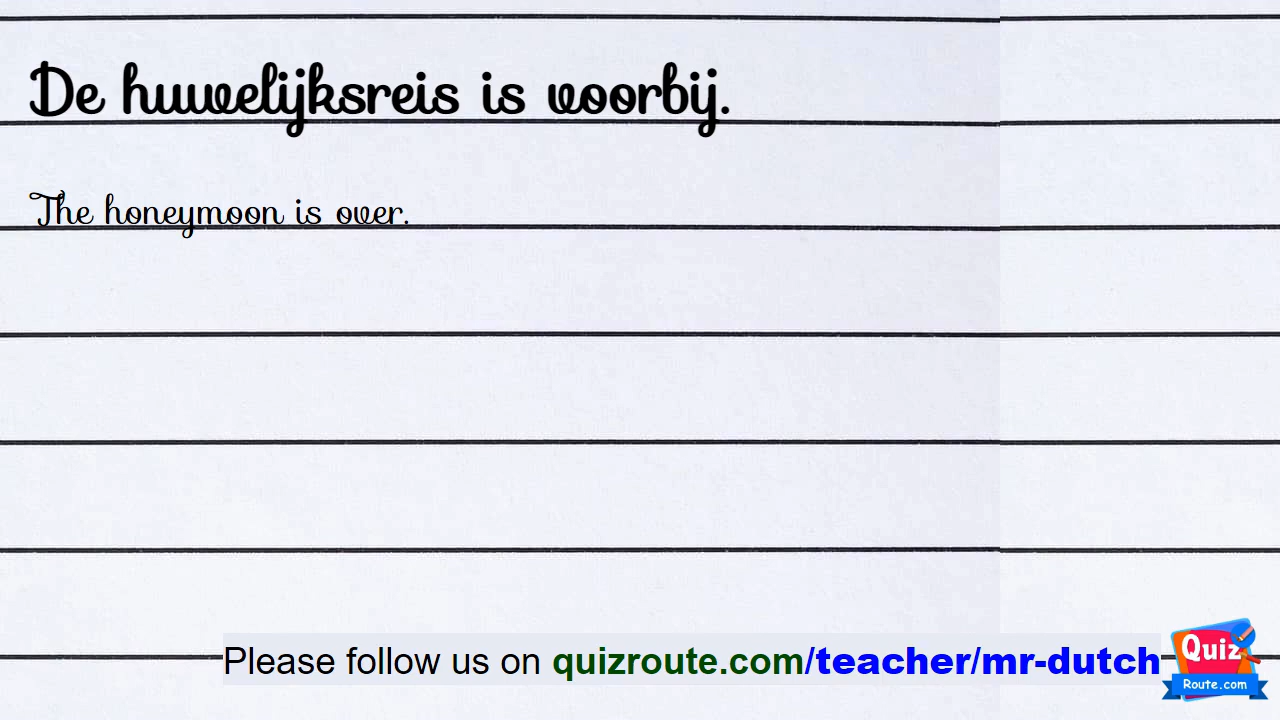 De huwelijksreis is voorbij.
The honeymoon is over.
Please follow us on quizroute.com/teacher/mr-dutch
Quiz
Route.com